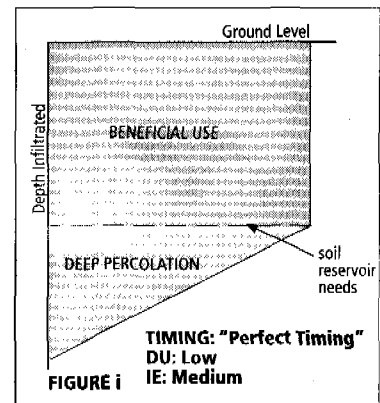 Ground Level
Depth Infiltrated
BENEFICIAL USE
DEEP PERCOLATION
soil
reservoir
needs
TIMING: "Perfect Timing"
DU: Low
IE: Medium
FIGURE i